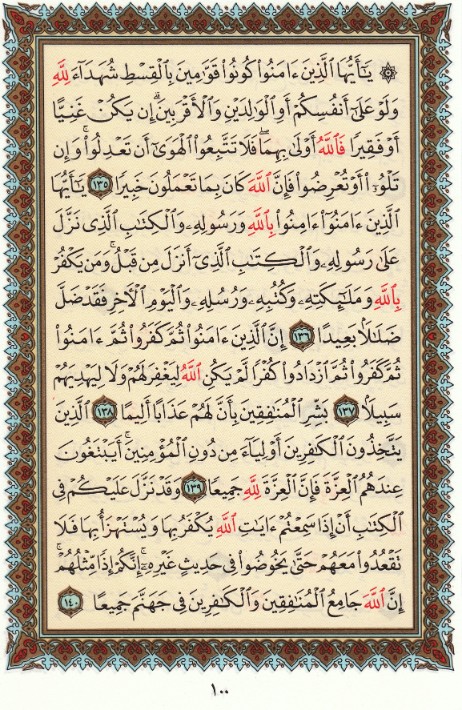 ۞ يَٰٓأَيُّهَا ٱلَّذِينَ ءَامَنُوا۟ كُونُوا۟ قَوَّٰمِينَ بِٱلْقِسْطِ شُهَدَآءَ لِلَّهِ
وَلَوْ عَلَىٰٓ أَنفُسِكُمْ أَوِ ٱلْوَٰلِدَيْنِ وَٱلْأَقْرَبِينَ ۚ إِن يَكُنْ غَنِيًّا
أَوْ فَقِيرًا فَٱللَّهُ أَوْلَىٰ بِهِمَا ۖ فَلَا تَتَّبِعُوا۟ ٱلْهَوَىٰٓ أَن تَعْدِلُوا۟ ۚ وَإِن
تَلْوُۥٓا۟ أَوْ تُعْرِضُوا۟ فَإِنَّ ٱللَّهَ كَانَ بِمَا تَعْمَلُونَ خَبِيرًا ١٣٥ يَٰٓأَيُّهَا
ٱلَّذِينَ ءَامَنُوٓا۟ ءَامِنُوا۟ بِٱللَّهِ وَرَسُولِهِۦ وَٱلْكِتَٰبِ ٱلَّذِى نَزَّلَ
عَلَىٰ رَسُولِهِۦ وَٱلْكِتَٰبِ ٱلَّذِىٓ أَنزَلَ مِن قَبْلُ ۚ وَمَن يَكْفُرْ
بِٱللَّهِ وَمَلَٰٓئِكَتِهِۦ وَكُتُبِهِۦ وَرُسُلِهِۦ وَٱلْيَوْمِ ٱلْءَاخِرِ فَقَدْ ضَلَّ
ضَلَٰلًۢا بَعِيدًا ١٣٦ إِنَّ ٱلَّذِينَ ءَامَنُوا۟ ثُمَّ كَفَرُوا۟ ثُمَّ ءَامَنُوا۟
ثُمَّ كَفَرُوا۟ ثُمَّ ٱزْدَادُوا۟ كُفْرًا لَّمْ يَكُنِ ٱللَّهُ لِيَغْفِرَ لَهُمْ وَلَا لِيَهْدِيَهُمْ
سَبِيلًۢا ١٣٧ بَشِّرِ ٱلْمُنَٰفِقِينَ بِأَنَّ لَهُمْ عَذَابًا أَلِيمًا ١٣٨ ٱلَّذِينَ
يَتَّخِذُونَ ٱلْكَٰفِرِينَ أَوْلِيَآءَ مِن دُونِ ٱلْمُؤْمِنِينَ ۚ أَيَبْتَغُونَ
عِندَهُمُ ٱلْعِزَّةَ فَإِنَّ ٱلْعِزَّةَ لِلَّهِ جَمِيعًا ١٣٩ وَقَدْ نَزَّلَ عَلَيْكُمْ فِى
ٱلْكِتَٰبِ أَنْ إِذَا سَمِعْتُمْ ءَايَٰتِ ٱللَّهِ يُكْفَرُ بِهَا وَيُسْتَهْزَأُ بِهَا فَلَا
تَقْعُدُوا۟ مَعَهُمْ حَتَّىٰ يَخُوضُوا۟ فِى حَدِيثٍ غَيْرِهِۦٓ ۚ إِنَّكُمْ إِذًا مِّثْلُهُمْ ۗ
إِنَّ ٱللَّهَ جَامِعُ ٱلْمُنَٰفِقِينَ وَٱلْكَٰفِرِينَ فِى جَهَنَّمَ جَمِيعًا ١٤٠
١٠٠